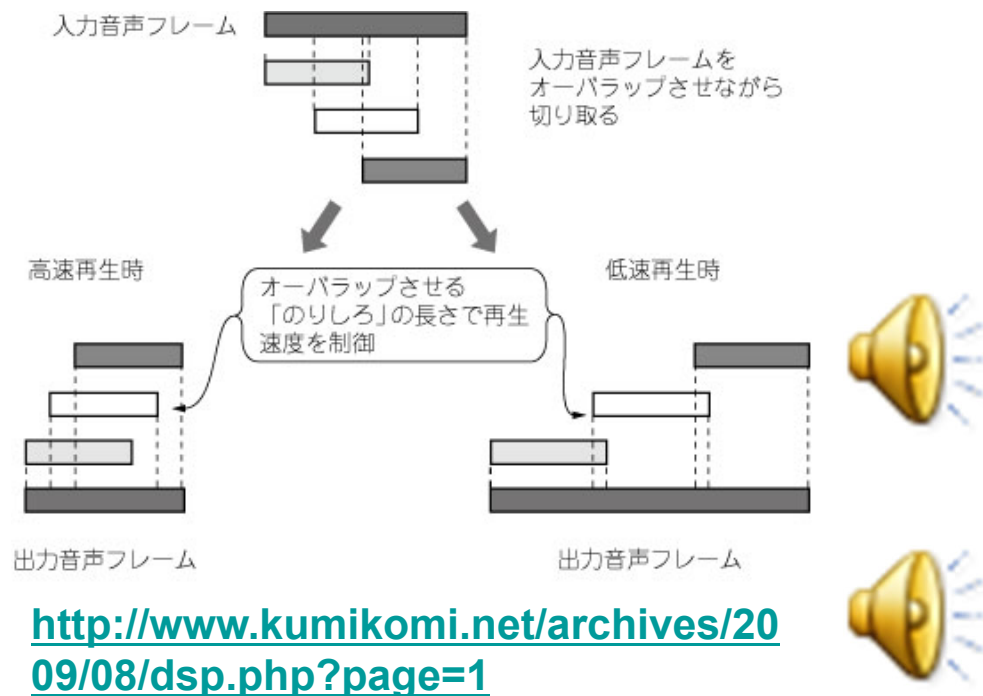 入力音声フレーム
入力音声フレームを
オーバラップさせながら
切り取る
高速再生時
低速再生時
オーバラップさせる
「のりしろ」の長さで再生
速度を制御
出力音声フレーム
出力音声フレーム
http://www.kumikomi.net/archives/20
09/08/dsp.php?page=1